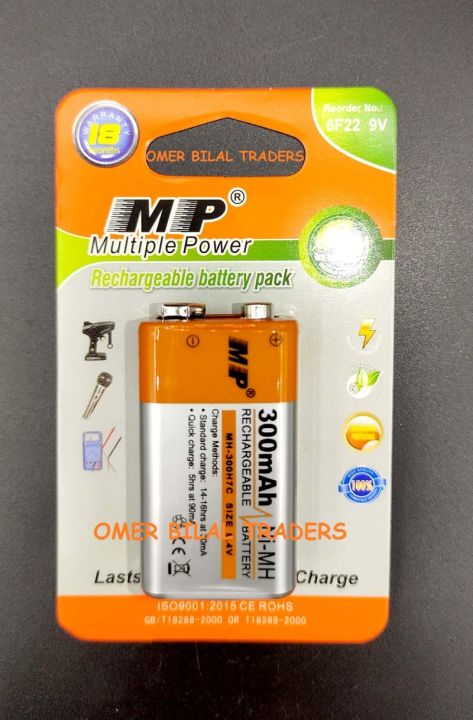 WARRANTY
18
months
Reorder No.:
6F22 9V
OMER BILAL TRADERS
MP®
Multiple Power
Rechargeable battery pack
MP®
300mAh Ni-MH
RECHARGEABLE BATTERY
MH-300H7C SIZE 8.4V
Charge Methods:
• Standard charge: 14-16hrs at 30mA
• Quick charge: 5hrs at 90mA
CE
100%
OMER BILAL TRADERS
Lasts
Charge
ISO9001:2015 CE ROHS
GB/T18288-2000 OR T18289-2000